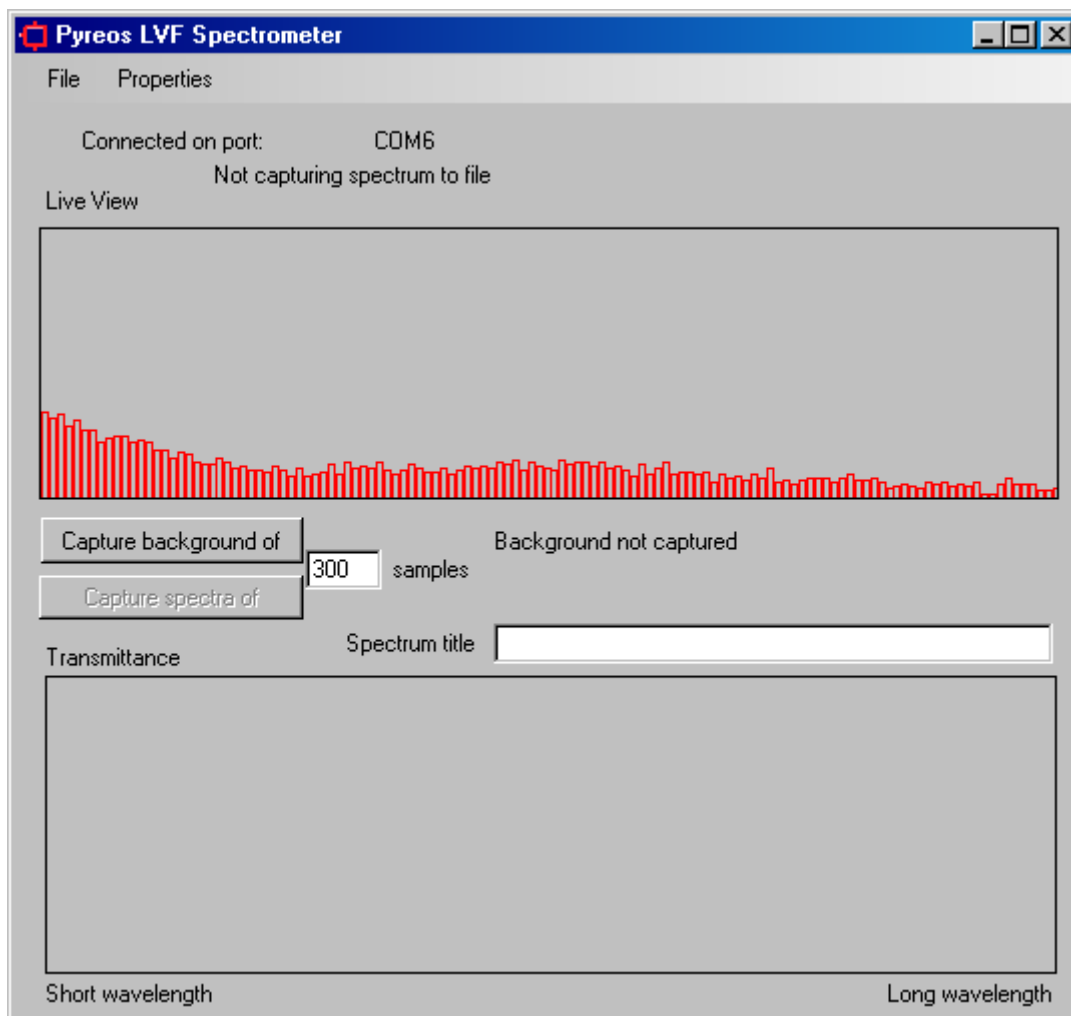 Pyreos LVF Spectrometer
File Properties
Connected on port: COM6
Not capturing spectrum to file
Live View
Capture background of
300 samples
Background not captured
Capture spectra of
Spectrum title
Transmittance
Short wavelength Long wavelength